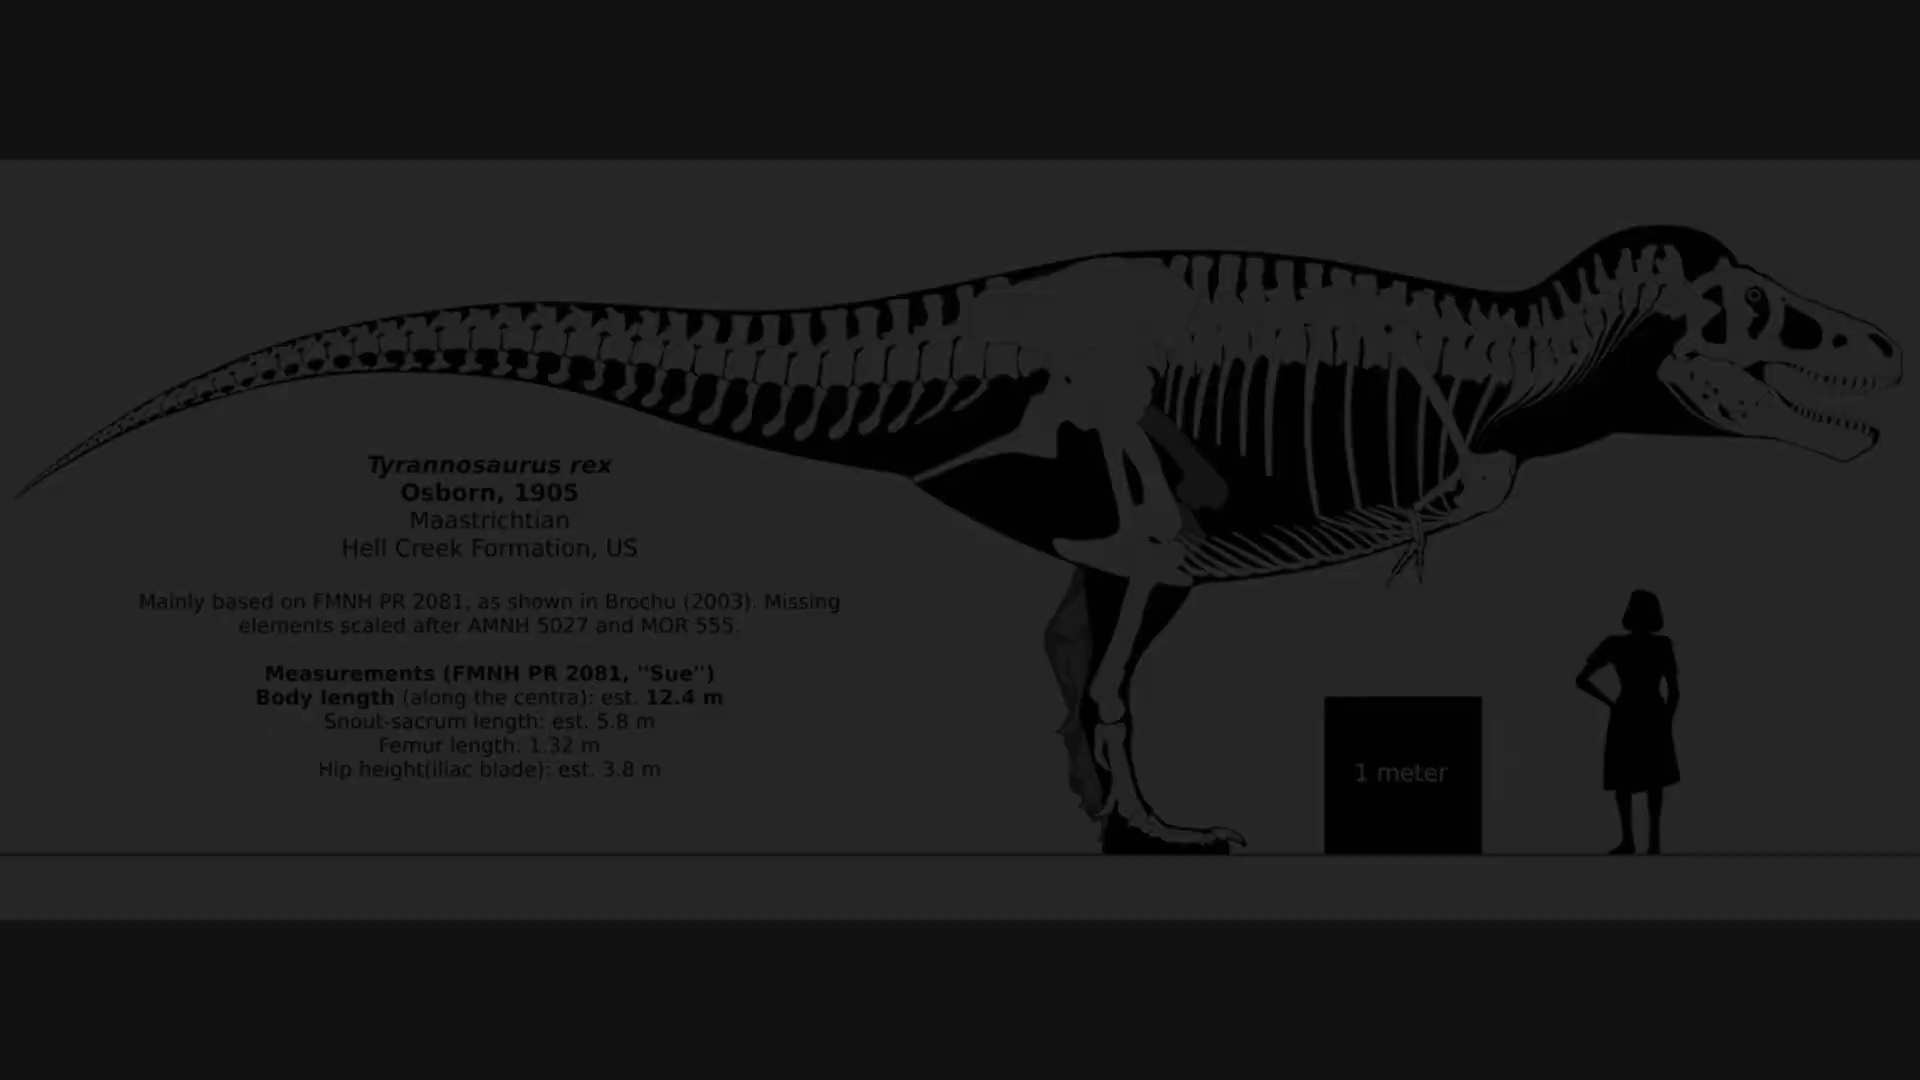 Tyrannosaurus rex
Osborn, 1905
Maastrichtian
Hell Creek Formation, US
Mainly based on FMNH PR 2081, as shown in Brochu (2003). Missing
elements scaled after AMNH 5027 and MOR 555.
Measurements (FMNH PR 2081, "Sue")
Body length (along the centra): est. 12.4 m
Snout-sacrum length: est. 5.8 m
Femur length: 1.32 m
Hip height(iliac blade): est. 3.8 m
1 meter